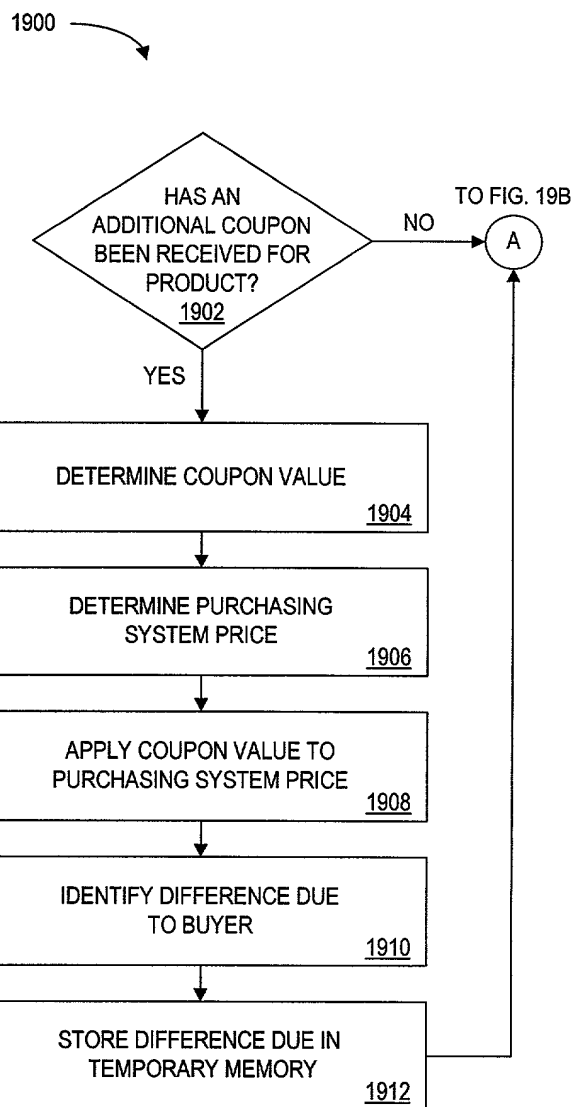 1900
HAS AN
ADDITIONAL COUPON
BEEN RECEIVED FOR
PRODUCT?
1902
NO
TO FIG. 19B
A
YES
DETERMINE COUPON VALUE
1904
DETERMINE PURCHASING
SYSTEM PRICE
1906
APPLY COUPON VALUE TO
PURCHASING SYSTEM PRICE
1908
IDENTIFY DIFFERENCE DUE
TO BUYER
1910
STORE DIFFERENCE DUE IN
TEMPORARY MEMORY
1912